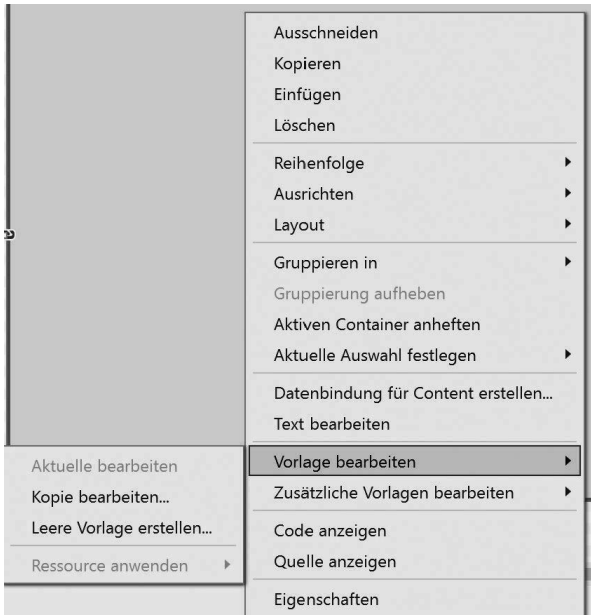 Ausschneiden
Kopieren
Einfügen
Löschen
Reihenfolge
Ausrichten
Layout
Gruppieren in
Gruppierung aufheben
Aktiven Container anheften
Aktuelle Auswahl festlegen
Datenbindung für Content erstellen...
Text bearbeiten
Vorlage bearbeiten
Zusätzliche Vorlagen bearbeiten
Code anzeigen
Quelle anzeigen
Eigenschaften
Aktuelle bearbeiten
Kopie bearbeiten...
Leere Vorlage erstellen...
Ressource anwenden